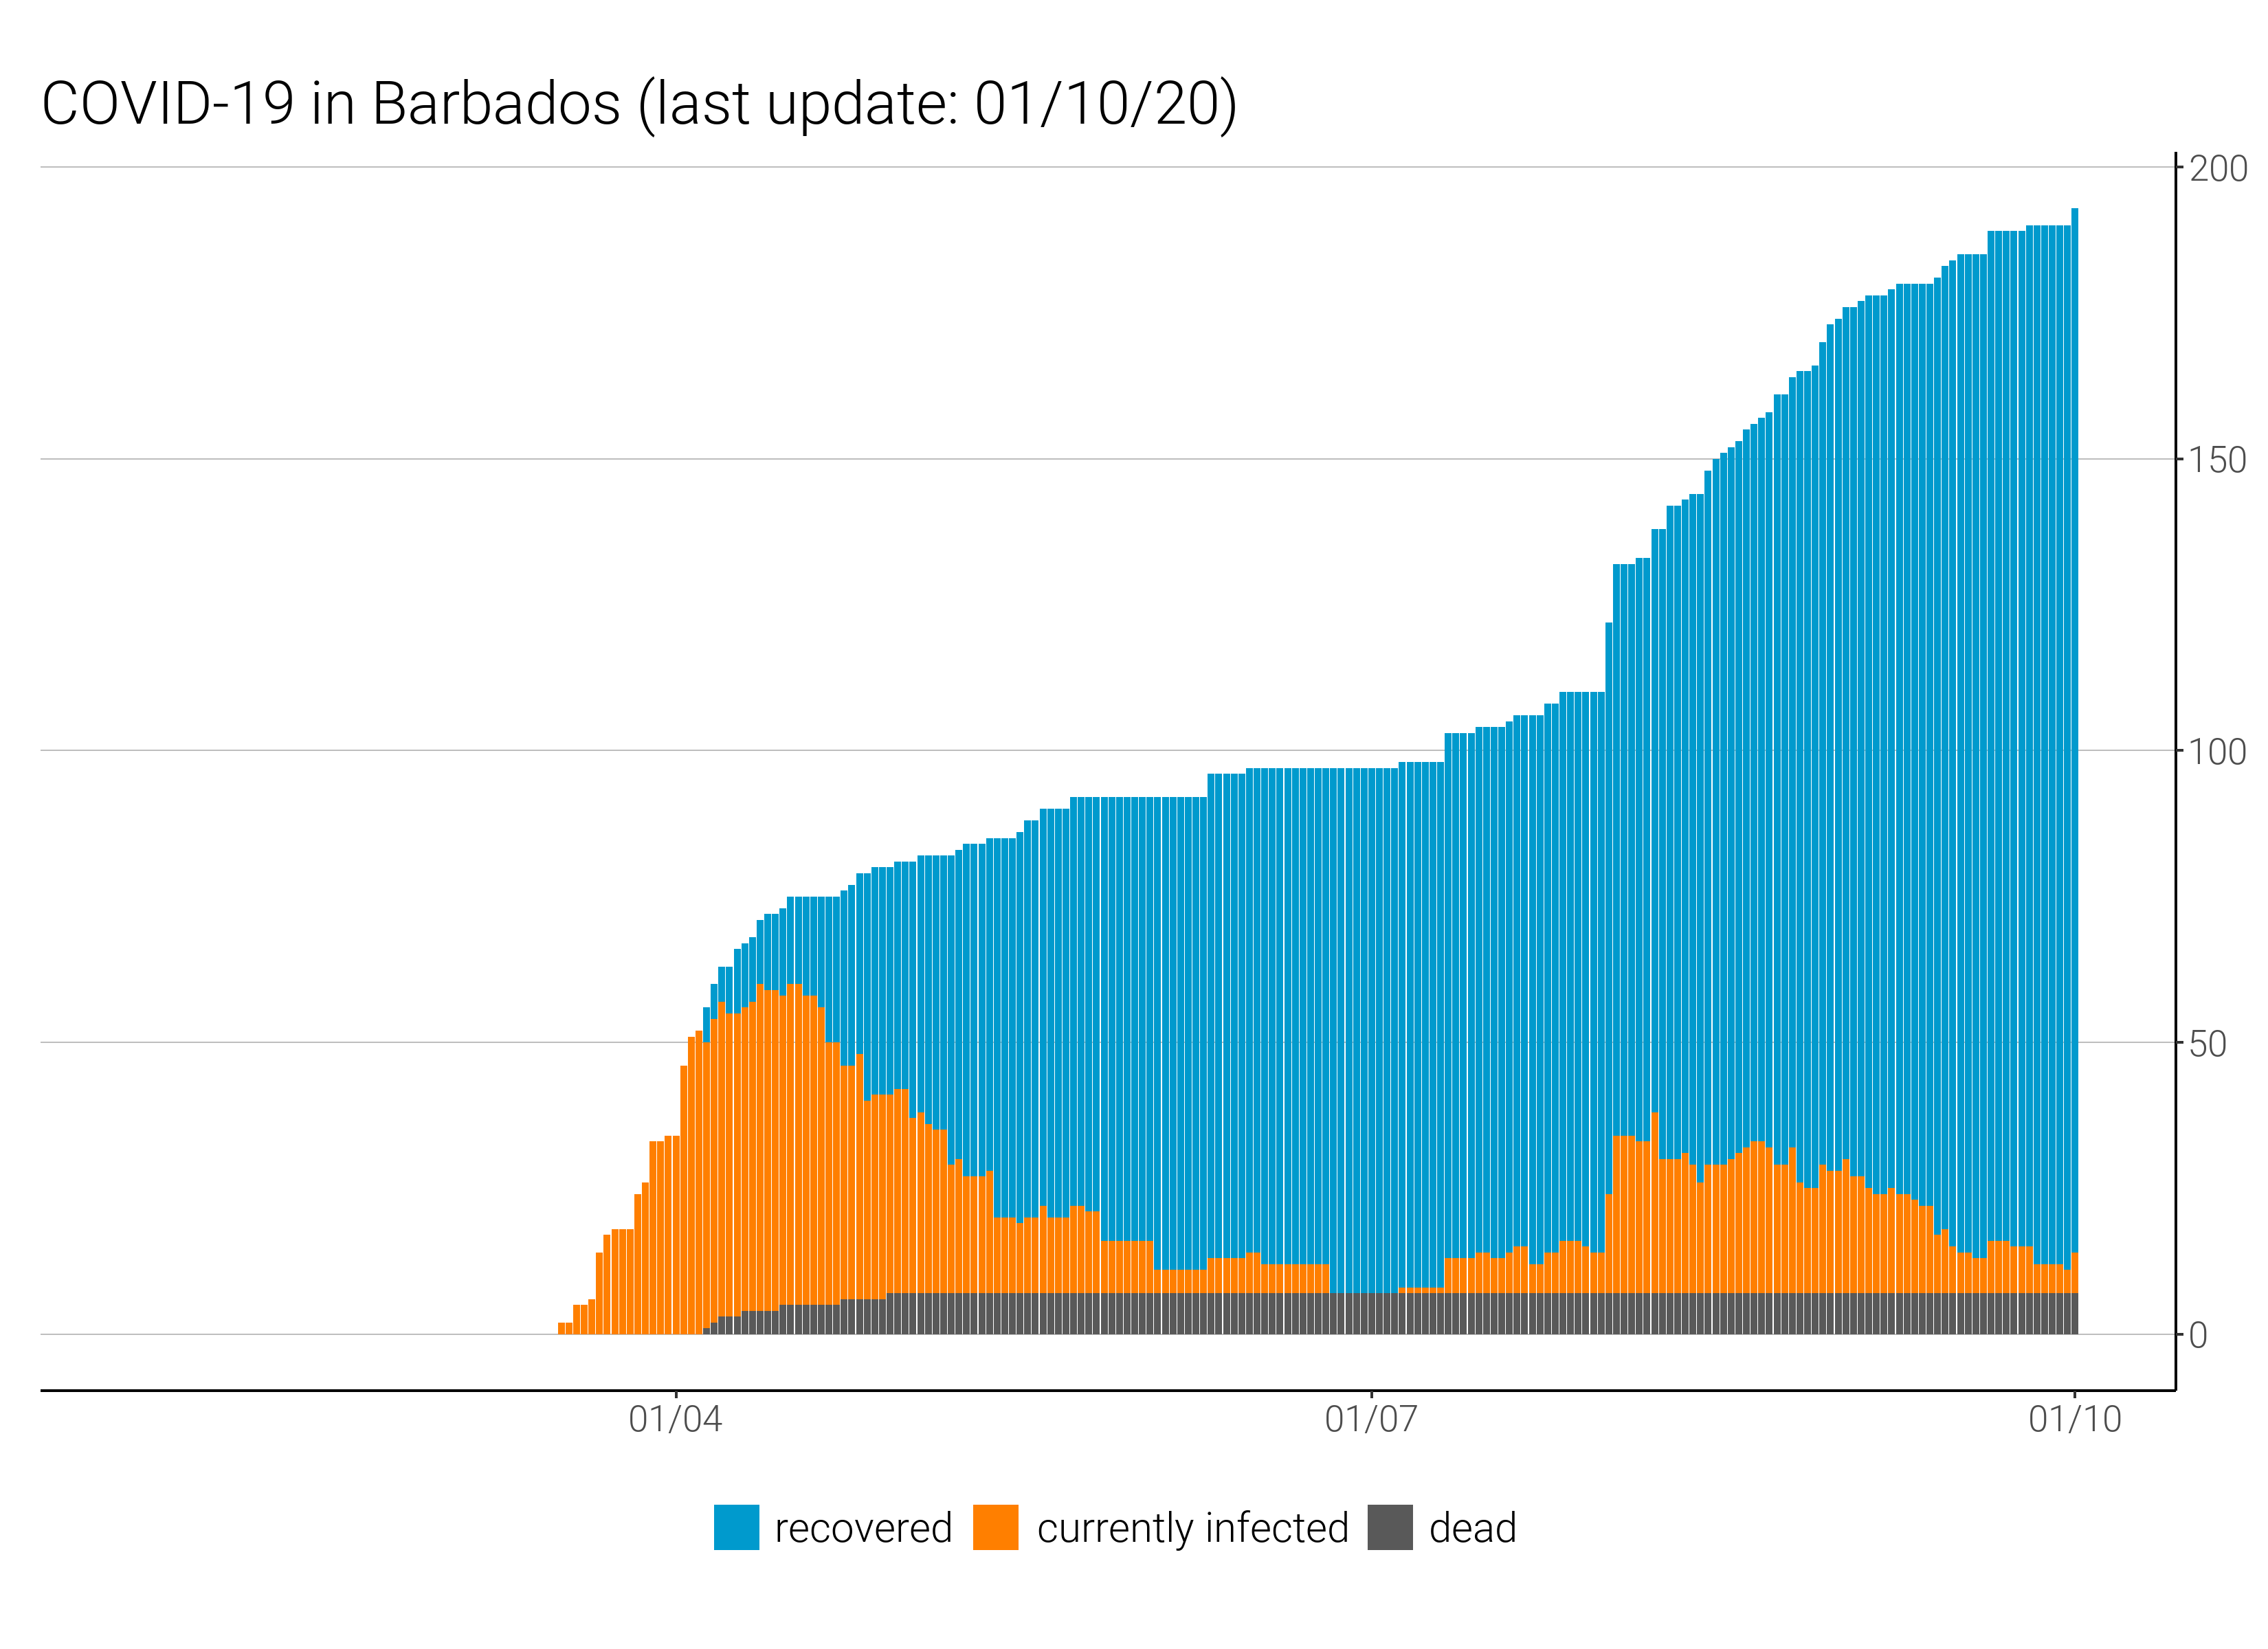 COVID-19 in Barbados (last update: 01/10/20)
200
150
100
50
0
01/04 01/07 01/10
recovered currently infected dead